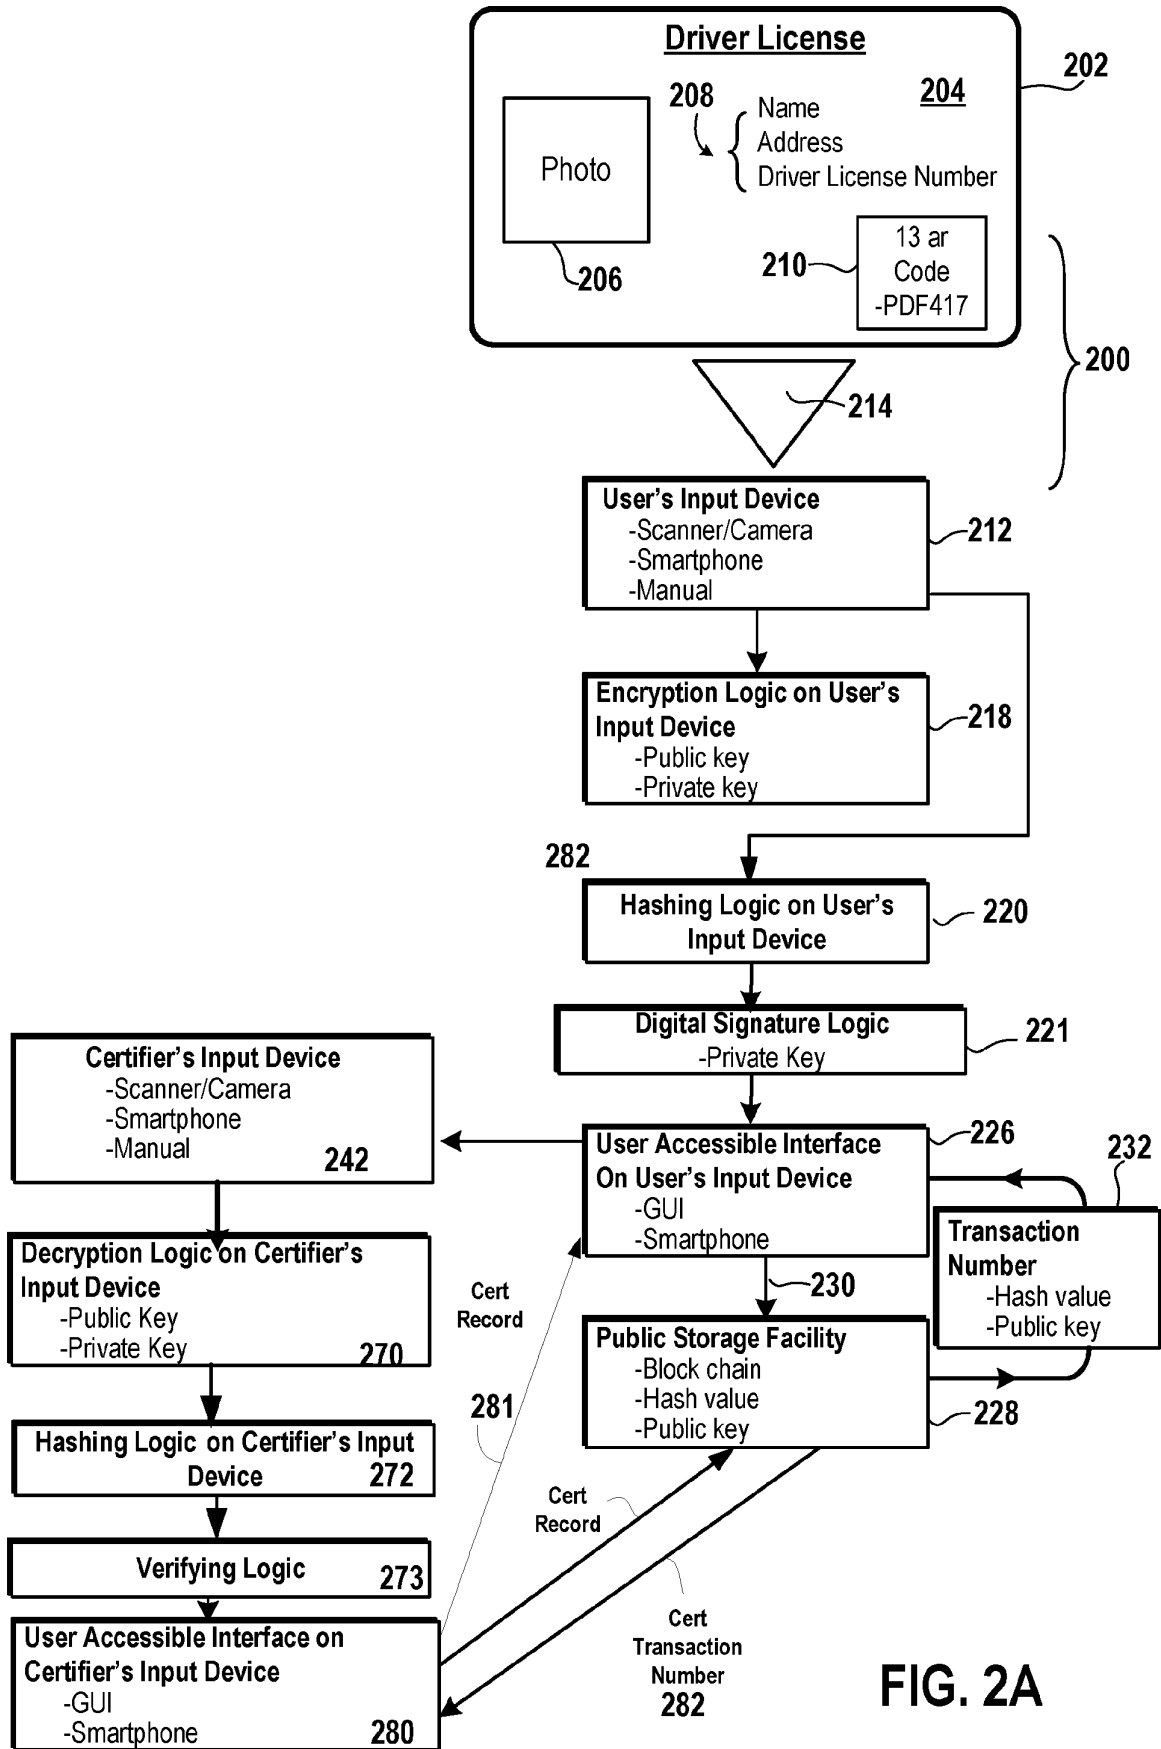 Driver License
202
204
208
Name
Address
Driver License Number
Photo
206
210
13 ar
Code
-PDF417
200
214
User's Input Device
-Scanner/Camera
-Smartphone
-Manual
212
Encryption Logic on User's
Input Device
-Public key
-Private key
218
282
Hashing Logic on User's
Input Device
220
Digital Signature Logic
-Private Key
221
Certifier's Input Device
-Scanner/Camera
-Smartphone
-Manual
242
User Accessible Interface
On User's Input Device
-GUI
-Smartphone
226
232
Transaction
Number
-Hash value
-Public key
Decryption Logic on Certifier's
Input Device
-Public Key
-Private Key
270
Cert
Record
230
Public Storage Facility
-Block chain
-Hash value
-Public key
228
281
Hashing Logic on Certifier's Input
Device
272
Cert
Record
Verifying Logic
273
User Accessible Interface on
Certifier's Input Device
-GUI
-Smartphone
280
Cert
Transaction
Number
282
FIG. 2A